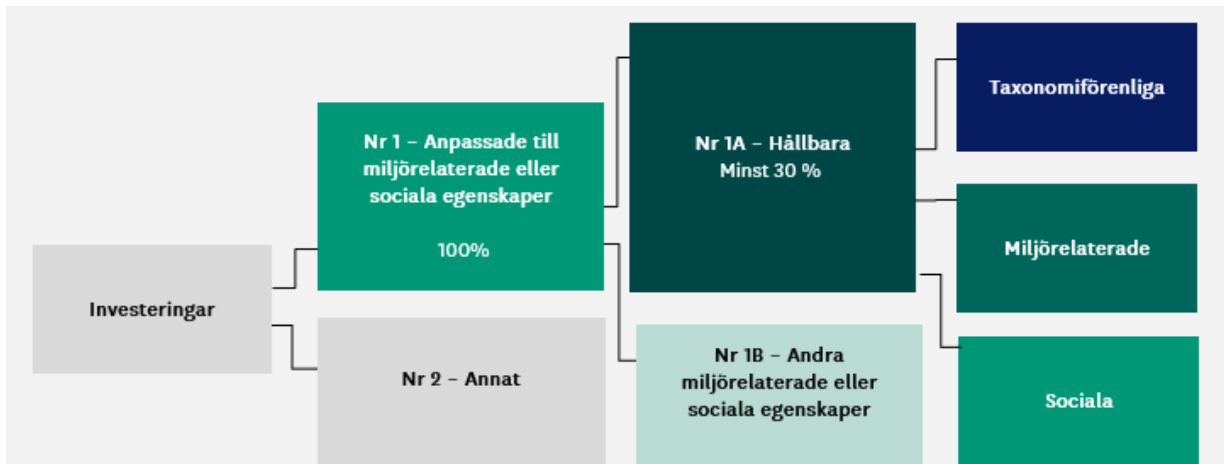 Investeringar
Nr 1 – Anpassade till
miljörelaterade eller
sociala egenskaper
100%
Nr 2 – Annat
Nr 1A – Hållbara
Minst 30 %
Nr 1B – Andra
miljörelaterade eller
sociala egenskaper
Taxonomiförenliga
Miljörelaterade
Sociala